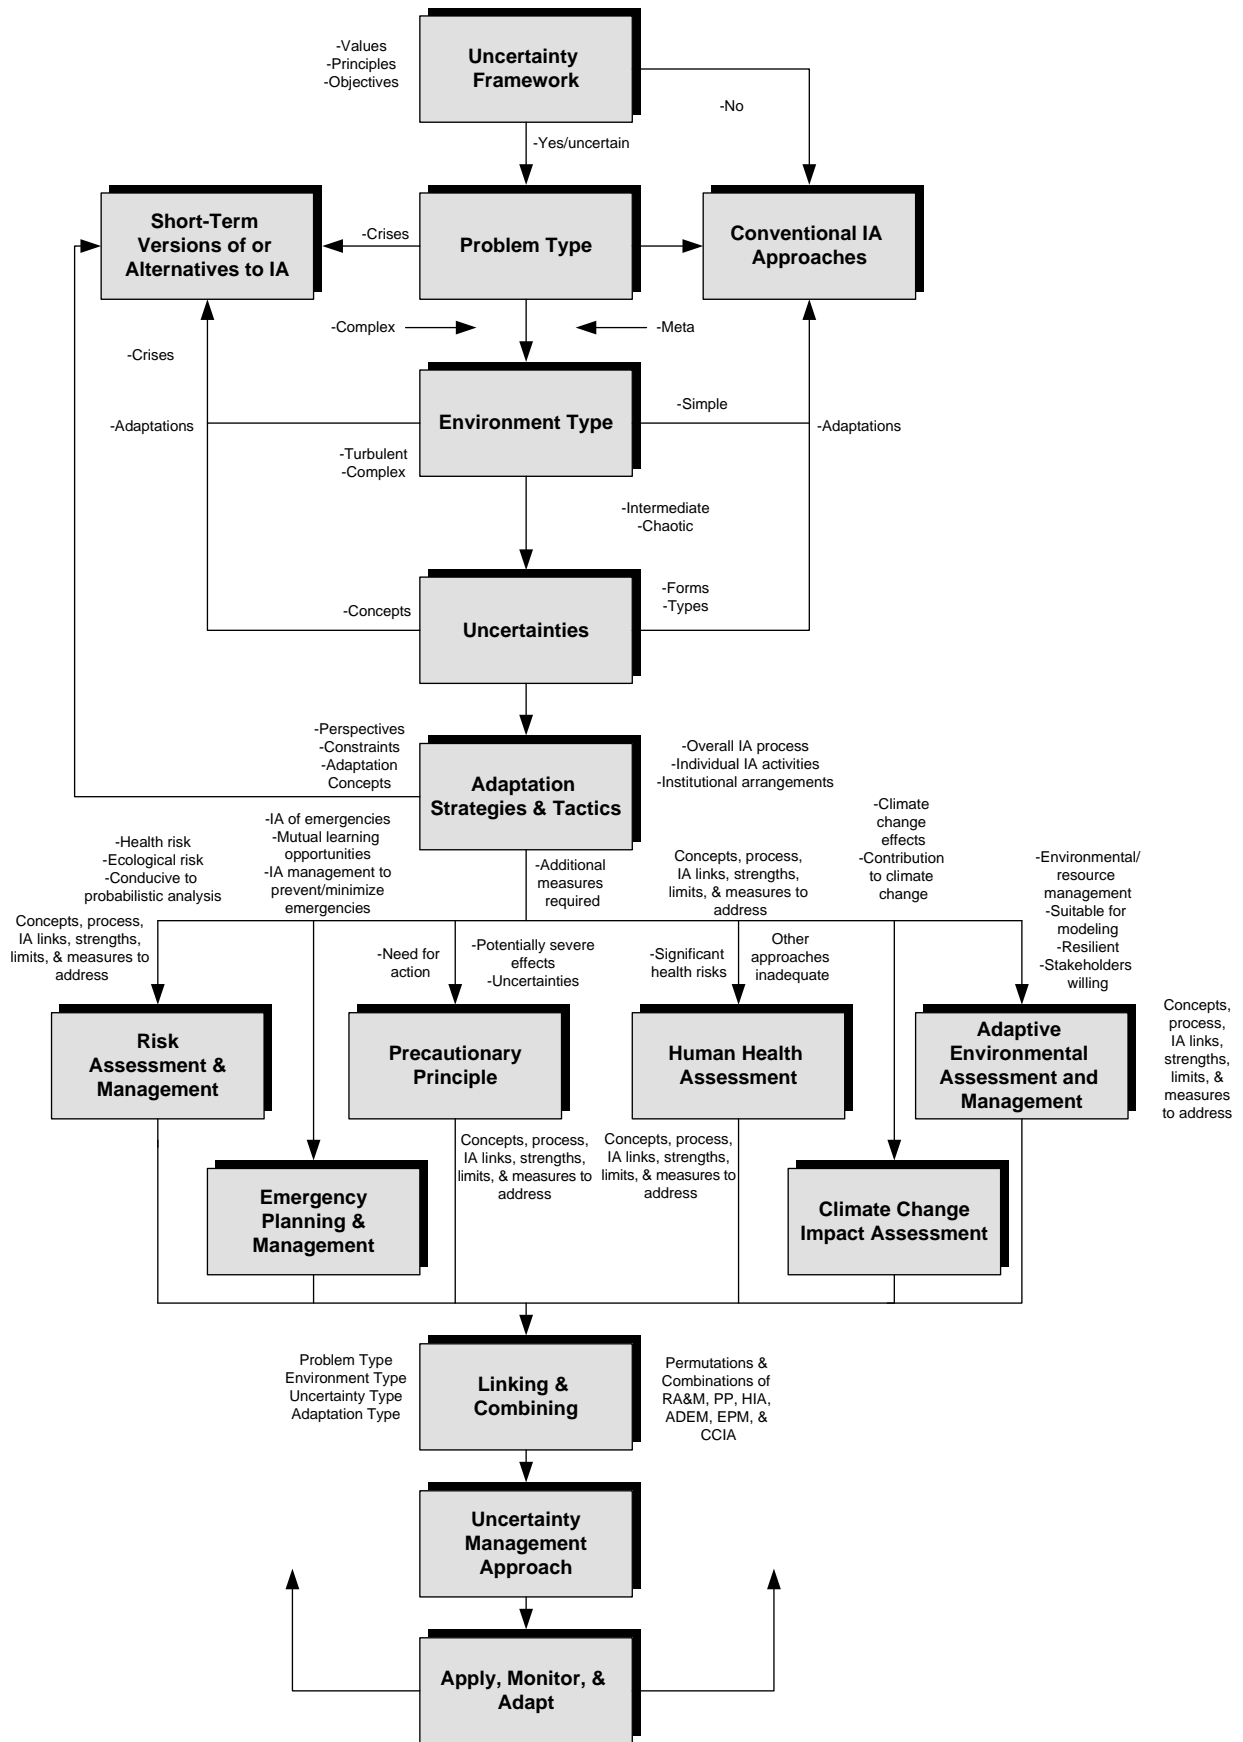 -Values
-Principles
-Objectives
Uncertainty
Framework
-No
-Yes/uncertain
Short-Term
Versions of or
Alternatives to IA
-Crises
Problem Type
Conventional IA
Approaches
-Complex
-Meta
-Crises
-Adaptations
Environment Type
-Simple
-Adaptations
-Turbulent
-Complex
-Intermediate
-Chaotic
-Concepts
Uncertainties
-Forms
-Types
-Perspectives
-Constraints
-Adaptation
Concepts
Adaptation
Strategies & Tactics
-Overall IA process
-Individual IA activities
-Institutional arrangements
-Health risk
-Ecological risk
-Conducive to
probabilistic analysis
Concepts, process,
IA links, strengths,
limits, & measures to
address
-IA of emergencies
-Mutual learning
opportunities
-IA management to
prevent/minimize
emergencies
-Additional
measures
required
Concepts, process,
IA links, strengths,
limits, & measures to
address
-Climate
change
effects
-Contribution
to climate
change
-Environmental/
resource
management
-Suitable for
modeling
-Resilient
-Stakeholders
willing
-Need for
action
-Potentially severe
effects
-Uncertainties
-Significant
health risks
Other
approaches
inadequate
Risk
Assessment &
Management
Precautionary
Principle
Human Health
Assessment
Adaptive
Environmental
Assessment and
Management
Concepts,
process,
IA links,
strengths,
limits, &
measures
to address
Concepts, process,
IA links, strengths,
limits, & measures to
address
Concepts, process,
IA links, strengths,
limits, & measures to
address
Emergency
Planning &
Management
Climate Change
Impact Assessment
Problem Type
Environment Type
Uncertainty Type
Adaptation Type
Linking &
Combining
Permutations &
Combinations of
RA&M, PP, HIA,
ADEM, EPM, &
CCIA
Uncertainty
Management
Approach
Apply, Monitor, &
Adapt